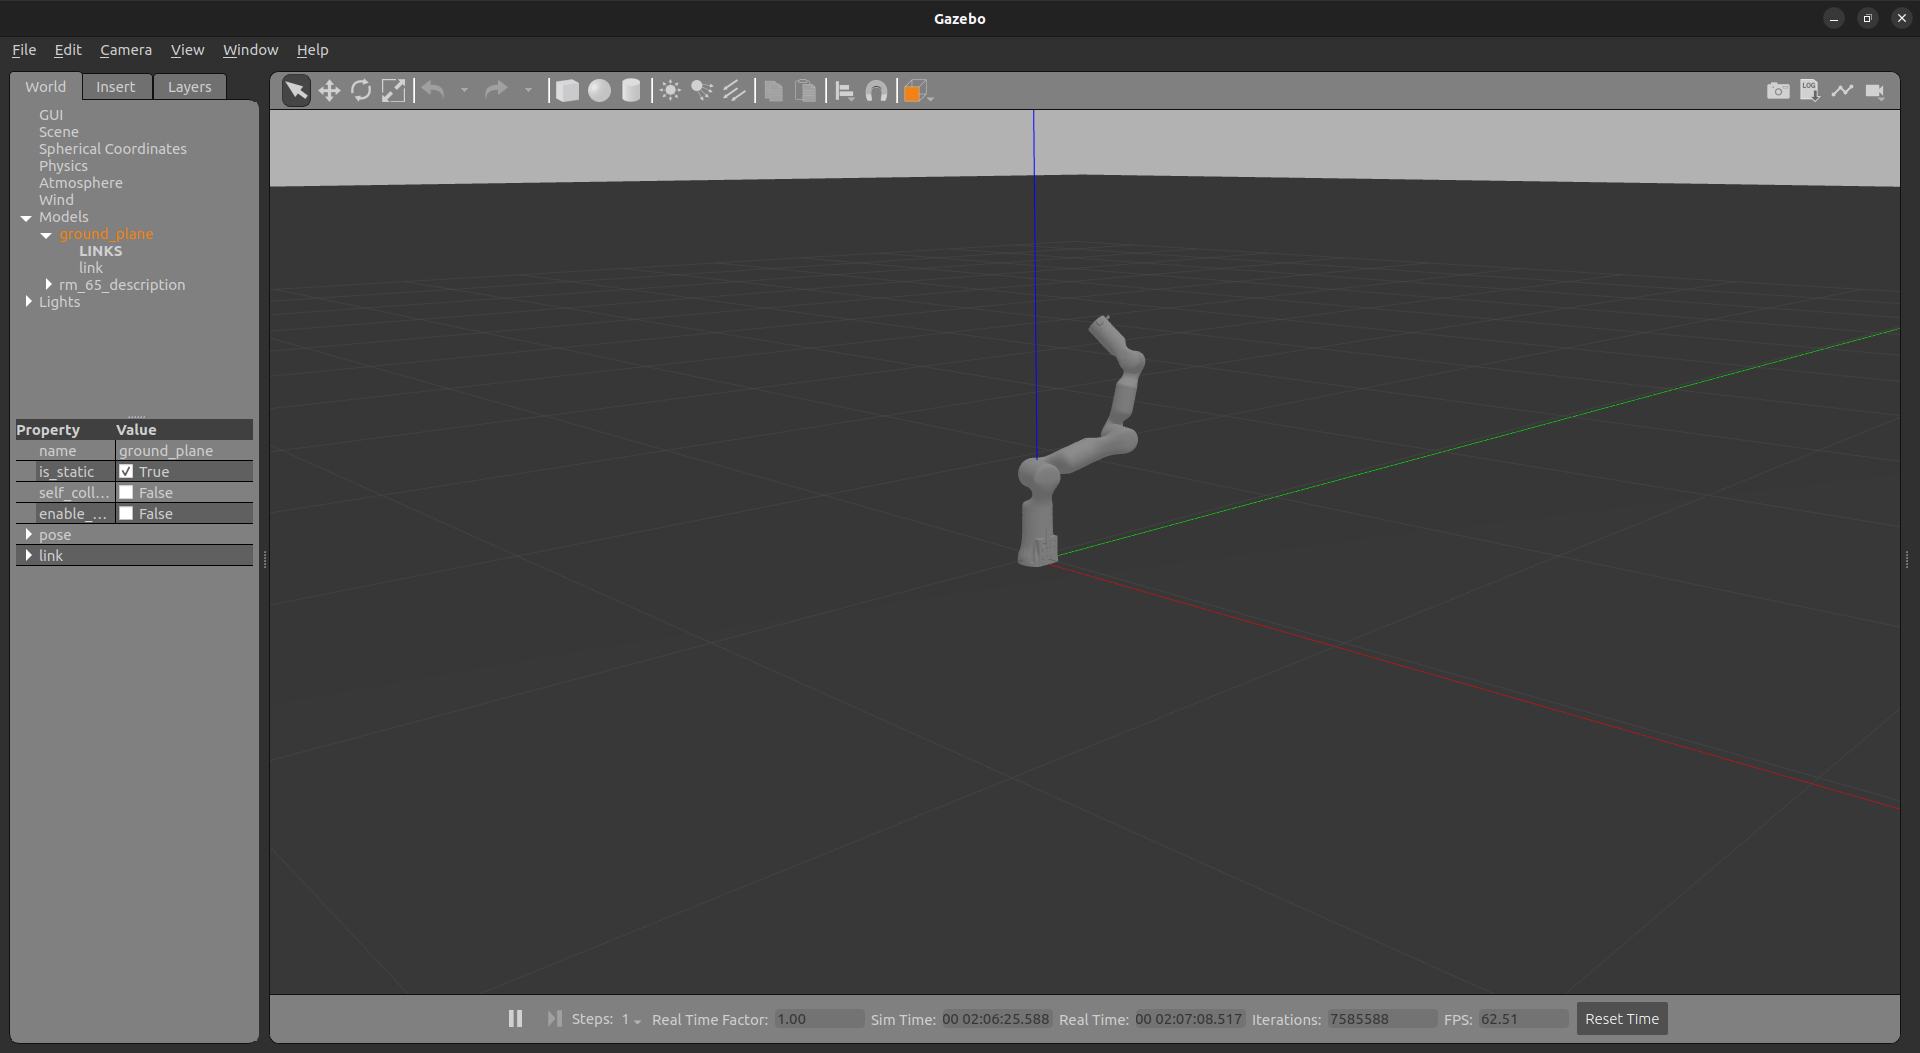 Gazebo
File Edit Camera View Window Help
World Insert Layers
LOG
GUI
Scene
Spherical Coordinates
Physics
Atmosphere
Wind
Models
ground_plane
LINKS
link
rm_65_description
Lights
Property Value
name ground_plane
is_static True
self_coll... False
enable_... False
pose
link
Steps: 1 Real Time Factor: 1.00 Sim Time: 00 02:06:25.588 Real Time: 00 02:07:08.517 Iterations: 7585588 FPS: 62.51 Reset Time